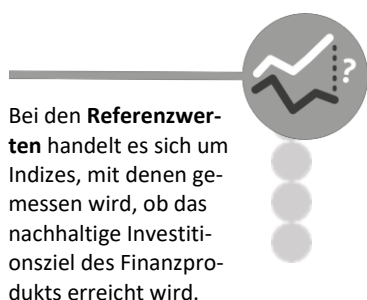 ?
Bei den Referenzwer-
ten handelt es sich um
Indizes, mit denen ge-
messen wird, ob das
nachhaltige Investiti-
onsziel des Finanzpro-
dukts erreicht wird.